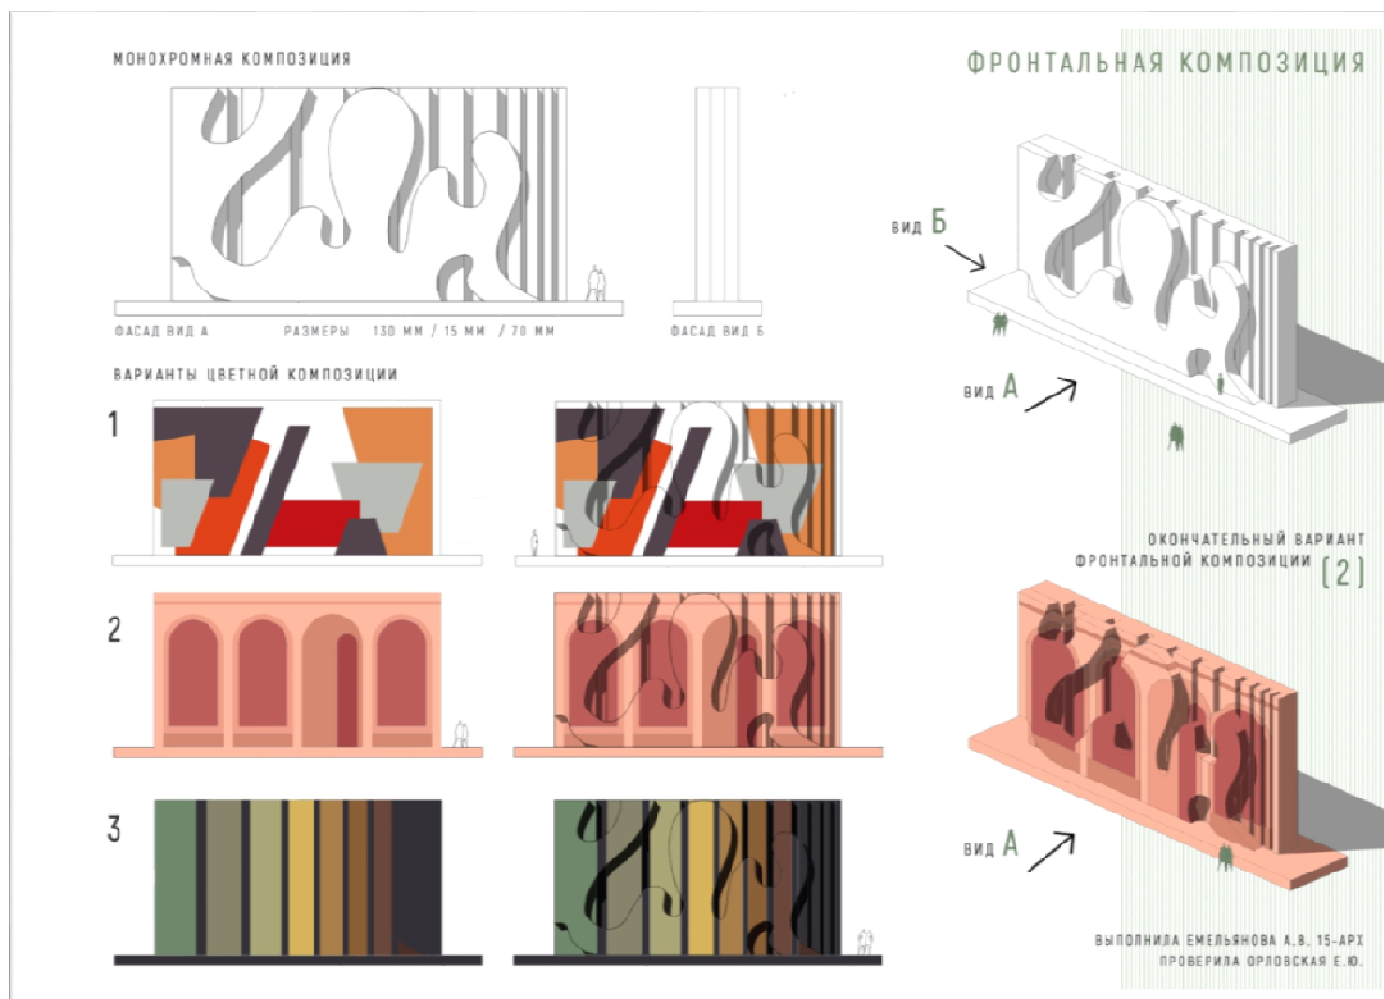 МОНОХРОМНАЯ КОМПОЗИЦИЯ
ФРОНТАЛЬНАЯ КОМПОЗИЦИЯ
ВИД Б
ФАСАД ВИД А РАЗМЕРЫ 130 ММ / 15 ММ / 70 ММ
ФАСАД ВИД Б
ВИД А
ВАРИАНТЫ ЦВЕТНОЙ КОМПОЗИЦИИ
1
ОКОНЧАТЕЛЬНЫЙ ВАРИАНТ
ФРОНТАЛЬНОЙ КОМПОЗИЦИИ (2)
2
3
ВИД А
ВЫПОЛНИЛА ЕМЕЛЬЯНОВА А.В. 15-АРХ
ПРОВЕРИЛА ОРЛОВСКАЯ Е.Ю.